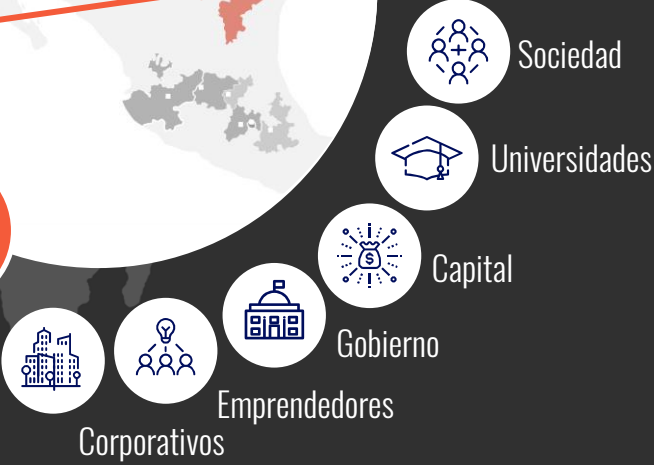 Sociedad
Universidades
Capital
Gobierno
Emprendedores
Corporativos